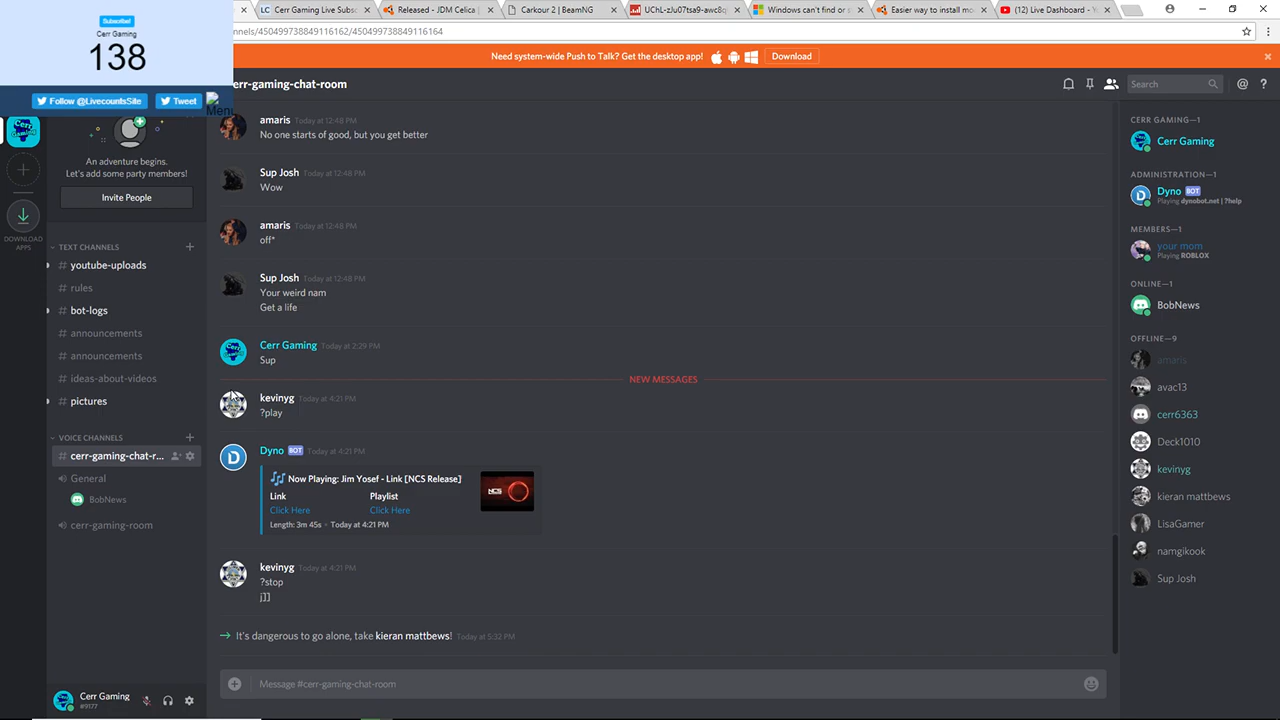 Subscribe!
Cerr Gaming
138
Follow @LivecountsSite
Tweet
Menu
LC Cerr Gaming Live Subsc
Released - JDM Celica
Carkour 2 | BeamNG
UChL-zJu07tsa9-awc8q
Windows can't find or s
Easier way to install mo
(12) Live Dashboard - Yo
nnels/450499738849116162/450499738849116164
Need system-wide Push to Talk? Get the desktop app!
Download
cerr-gaming-chat-room
Search
An adventure begins.
Let's add some party members!
Invite People
DOWNLOAD
APPS
TEXT CHANNELS
# youtube-uploads
# rules
# bot-logs
# announcements
# announcements
# ideas-about-videos
# pictures
VOICE CHANNELS
# cerr-gaming-chat-r...
General
BobNews
cerr-gaming-room
Cerr Gaming
#9177
amaris Today at 12:48 PM
No one starts of good, but you get better
Sup Josh Today at 12:48 PM
Wow
amaris Today at 12:48 PM
off*
Sup Josh Today at 12:48 PM
Your weird nam
Get a life
Cerr Gaming Today at 2:29 PM
Sup
NEW MESSAGES
kevinyg Today at 4:21 PM
?play
Dyno BOT Today at 4:21 PM
Now Playing: Jim Yosef - Link [NCS Release]
Link Playlist
Click Here Click Here
Length: 3m 45s - Today at 4:21 PM
NCS
kevinyg Today at 4:21 PM
?stop
j]]
It's dangerous to go alone, take kieran mattbews! Today at 5:32 PM
Message #cerr-gaming-chat-room
CERR GAMING—1
Cerr Gaming
ADMINISTRATION—1
Dyno BOT
Playing dynobot.net | ?help
MEMBERS—1
your mom
Playing ROBLOX
ONLINE—1
BobNews
OFFLINE—9
amaris
avac13
cerr6363
Deck1010
kevinyg
kieran mattbews
LisaGamer
namgikook
Sup Josh